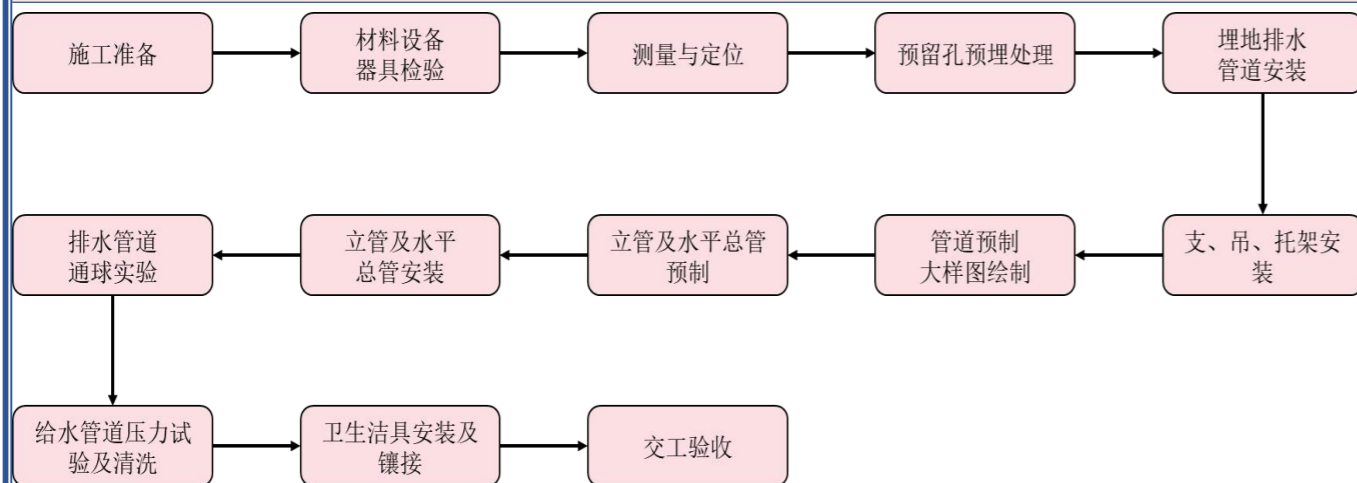 施工准备
材料设备
器具检验
测量与定位
预留孔预埋处理
埋地排水
管道安装
支、吊、托架安
装
管道预制
大样图绘制
立管及水平总管
预制
立管及水平
总管安装
排水管道
通球实验
给水管道压力试
验及清洗
卫生洁具安装及
镶接
交工验收